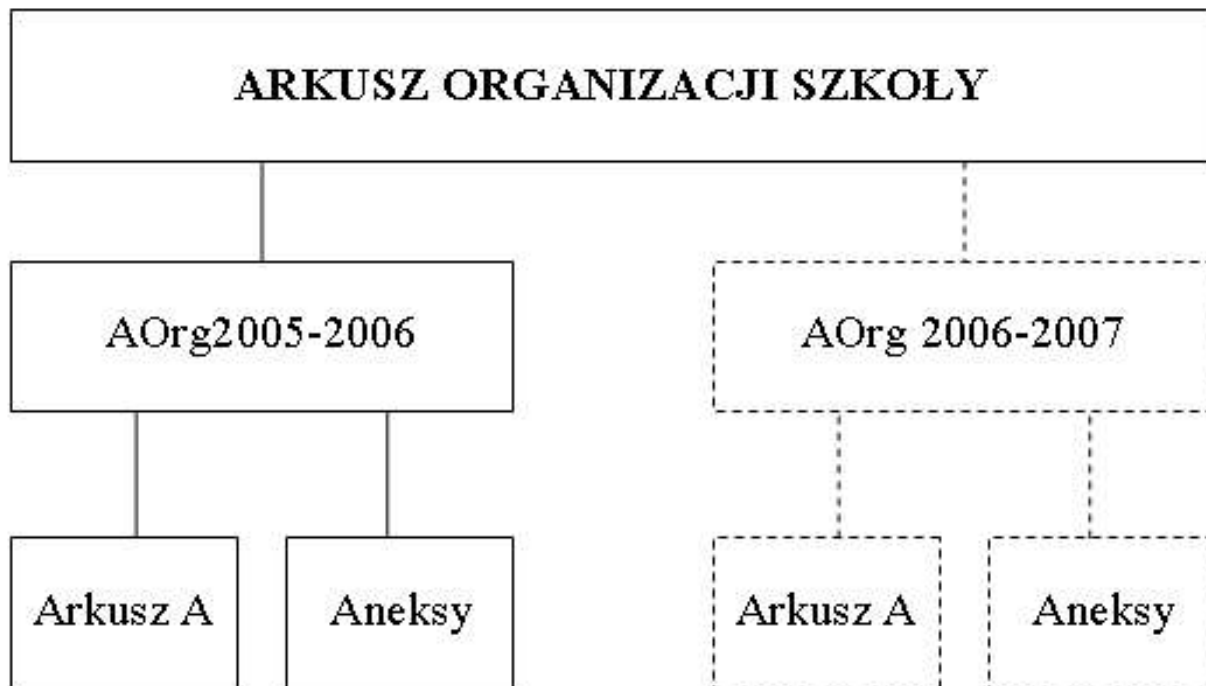 ARKUSZ ORGANIZACJI SZKOŁY
AOrg2005-2006
AOrg 2006-2007
Arkusz A
Aneksy
Arkusz A
Aneksy